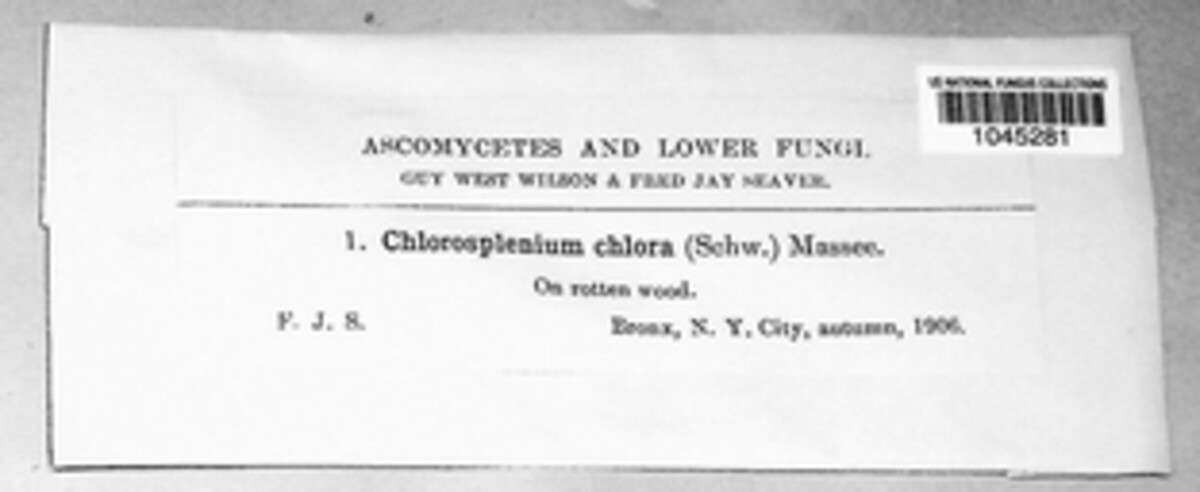 US NATIONAL FUNGUS COLLECTIONS
1045281
ASCOMYCETES AND LOWER FUNGI.
GUY WEST WILSON & FRED JAY SEAVER.
1. Chlorosplenium chlora (Schw.) Massee.
On rotten wood.
F. J. S.
Bronx, N. Y. City, autumn, 1906.